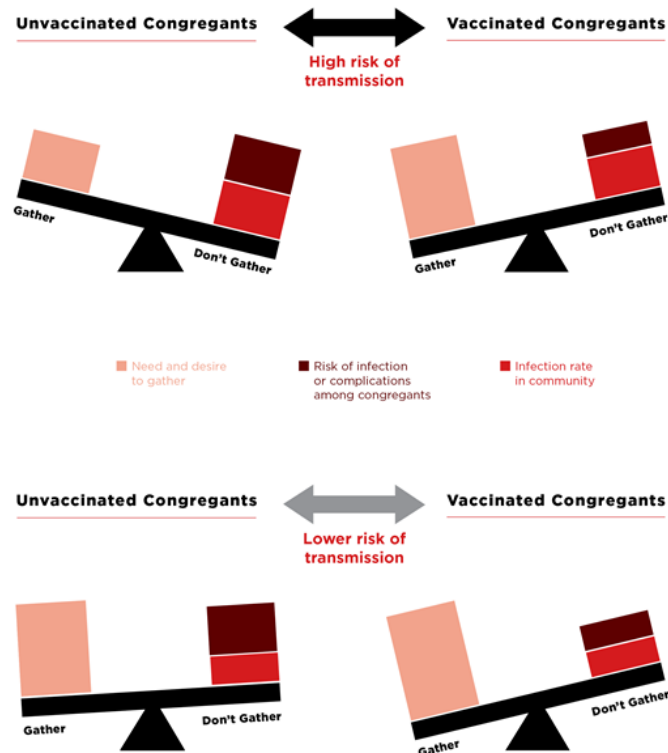 Unvaccinated Congregants
Vaccinated Congregants
High risk of
transmission
Gather
Don't Gather
Gather
Don't Gather
Need and desire
to gather
Risk of infection
or complications
among congregants
Infection rate
in community
Unvaccinated Congregants
Vaccinated Congregants
Lower risk of
transmission
Gather
Don't Gather
Gather
Don't Gather